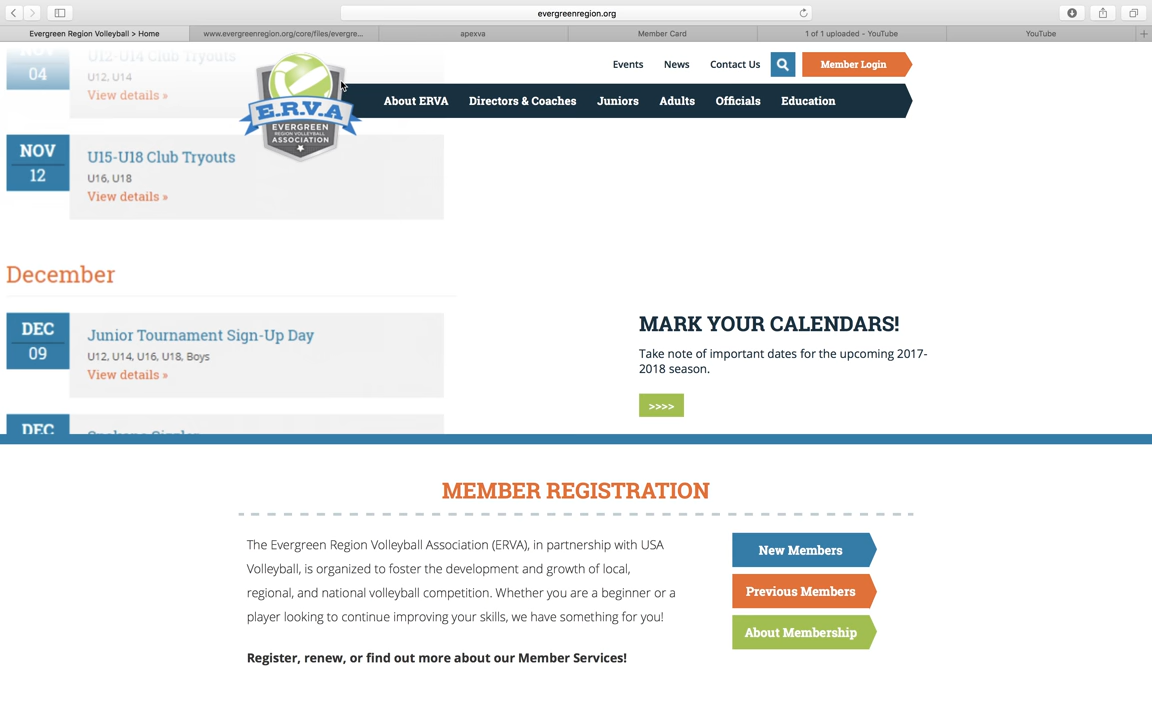 evergreenregion.org
Evergreen Region Volleyball > Home
www.evergreenregion.org/core/files/evergre...
apexva
Member Card
1 of 1 uploaded - YouTube
YouTube
Events
News
Contact Us
Member Login
About ERVA
Directors & Coaches
Juniors
Adults
Officials
Education
E.R.V.A
EVERGREEN
REGION VOLLEYBALL
ASSOCIATION
NOV
04
U12-U14 Club Tryouts
U12, U14
View details »
NOV
12
U15-U18 Club Tryouts
U16, U18
View details »
December
DEC
09
Junior Tournament Sign-Up Day
U12, U14, U16, U18, Boys
View details »
DEC
MARK YOUR CALENDARS!
Take note of important dates for the upcoming 2017-
2018 season.
>>>>
MEMBER REGISTRATION
The Evergreen Region Volleyball Association (ERVA), in partnership with USA
Volleyball, is organized to foster the development and growth of local,
regional, and national volleyball competition. Whether you are a beginner or a
player looking to continue improving your skills, we have something for you!
Register, renew, or find out more about our Member Services!
New Members
Previous Members
About Membership